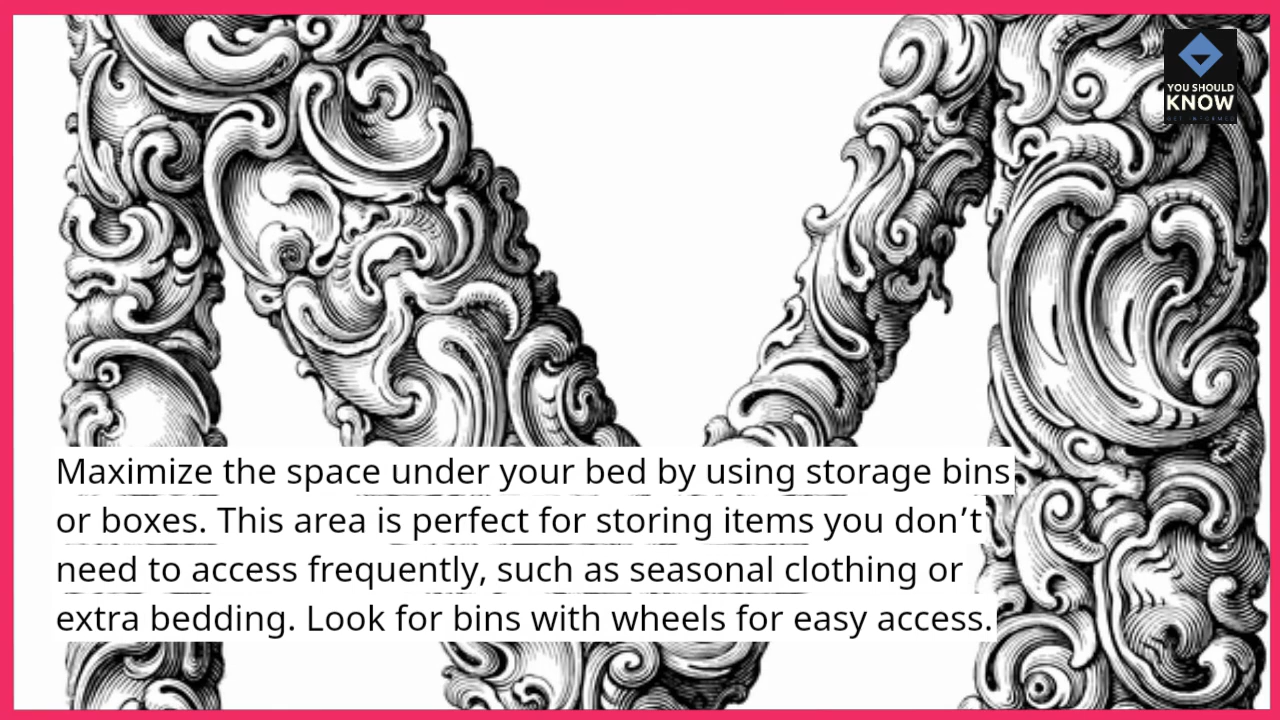 YOU SHOULD
KNOW
GET INFORMED
Maximize the space under your bed by using storage bins
or boxes. This area is perfect for storing items you don’t
need to access frequently, such as seasonal clothing or
extra bedding. Look for bins with wheels for easy access.